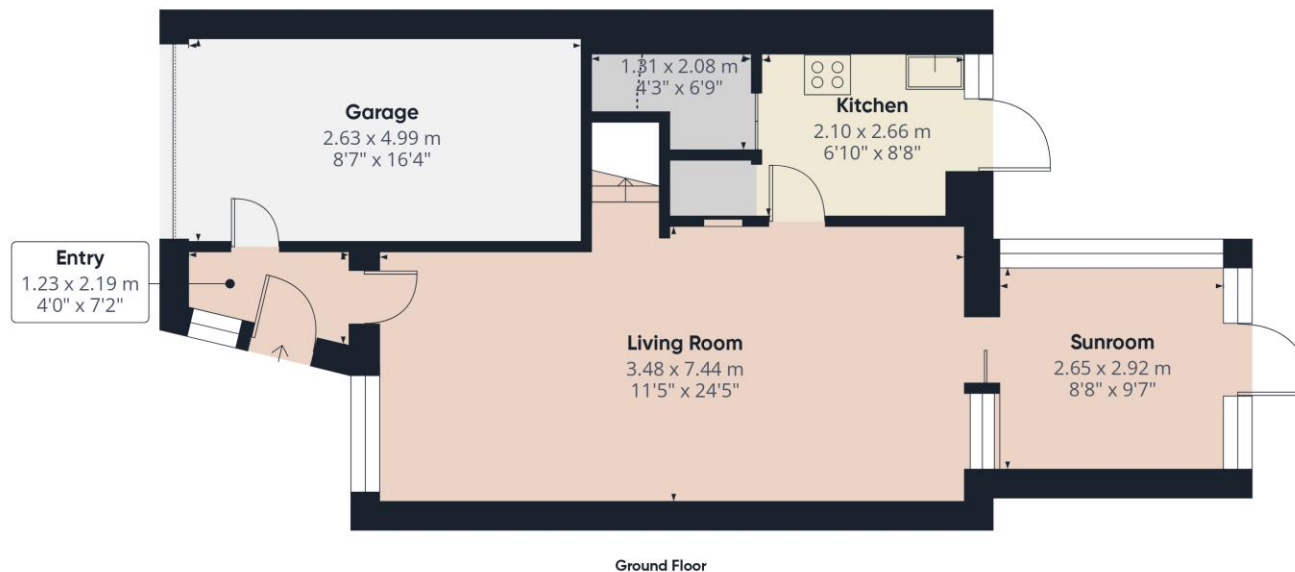 Garage
2.63 x 4.99 m
8'7" x 16'4"
1.31 x 2.08 m
4'3" x 6'9"
Kitchen
2.10 x 2.66 m
6'10" x 8'8"
Entry
1.23 x 2.19 m
4'0" x 7'2"
Living Room
3.48 x 7.44 m
11'5" x 24'5"
Sunroom
2.65 x 2.92 m
8'8" x 9'7"
Ground Floor